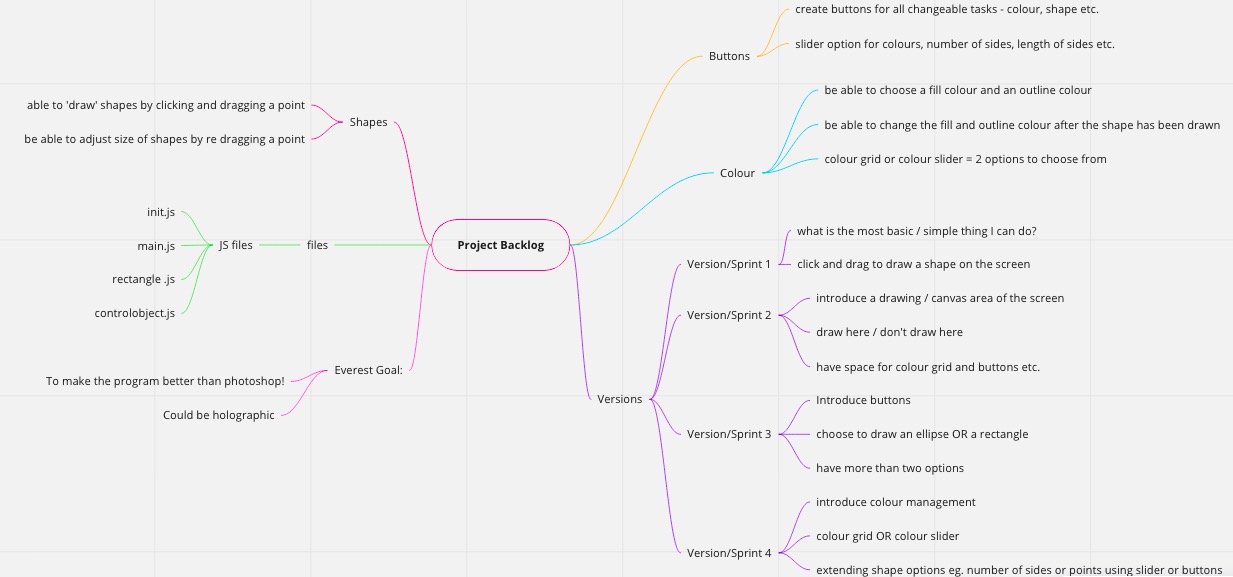 Project Backlog
Buttons
create buttons for all changeable tasks - colour, shape etc.
slider option for colours, number of sides, length of sides etc.
Colour
be able to choose a fill colour and an outline colour
be able to change the fill and outline colour after the shape has been drawn
colour grid or colour slider = 2 options to choose from
Versions
Version/Sprint 1
what is the most basic / simple thing I can do?
click and drag to draw a shape on the screen
Version/Sprint 2
introduce a drawing / canvas area of the screen
draw here / don't draw here
have space for colour grid and buttons etc.
Version/Sprint 3
Introduce buttons
choose to draw an ellipse OR a rectangle
have more than two options
Version/Sprint 4
introduce colour management
colour grid OR colour slider
extending shape options eg. number of sides or points using slider or buttons
Shapes
able to 'draw' shapes by clicking and dragging a point
be able to adjust size of shapes by re dragging a point
files
JS files
init.js
main.js
rectangle .js
controlobject.js
Everest Goal:
To make the program better than photoshop!
Could be holographic